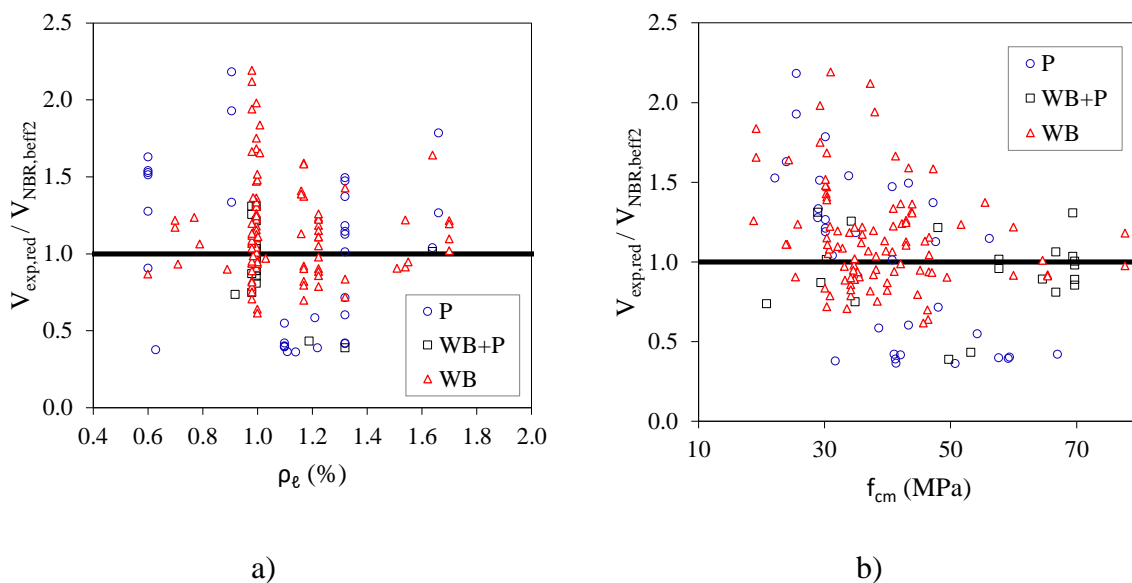 V_exp,red / V_NBR,beff2
2.5
2.0
1.5
1.0
0.5
0.0
P
WB+P
WB
0.4 0.6 0.8 1.0 1.2 1.4 1.6 1.8 2.0
ρ_ℓ (%)
a)
V_exp,red / V_NBR,beff2
2.5
2.0
1.5
1.0
0.5
0.0
P
WB+P
WB
10 30 50 70
f_cm (MPa)
b)